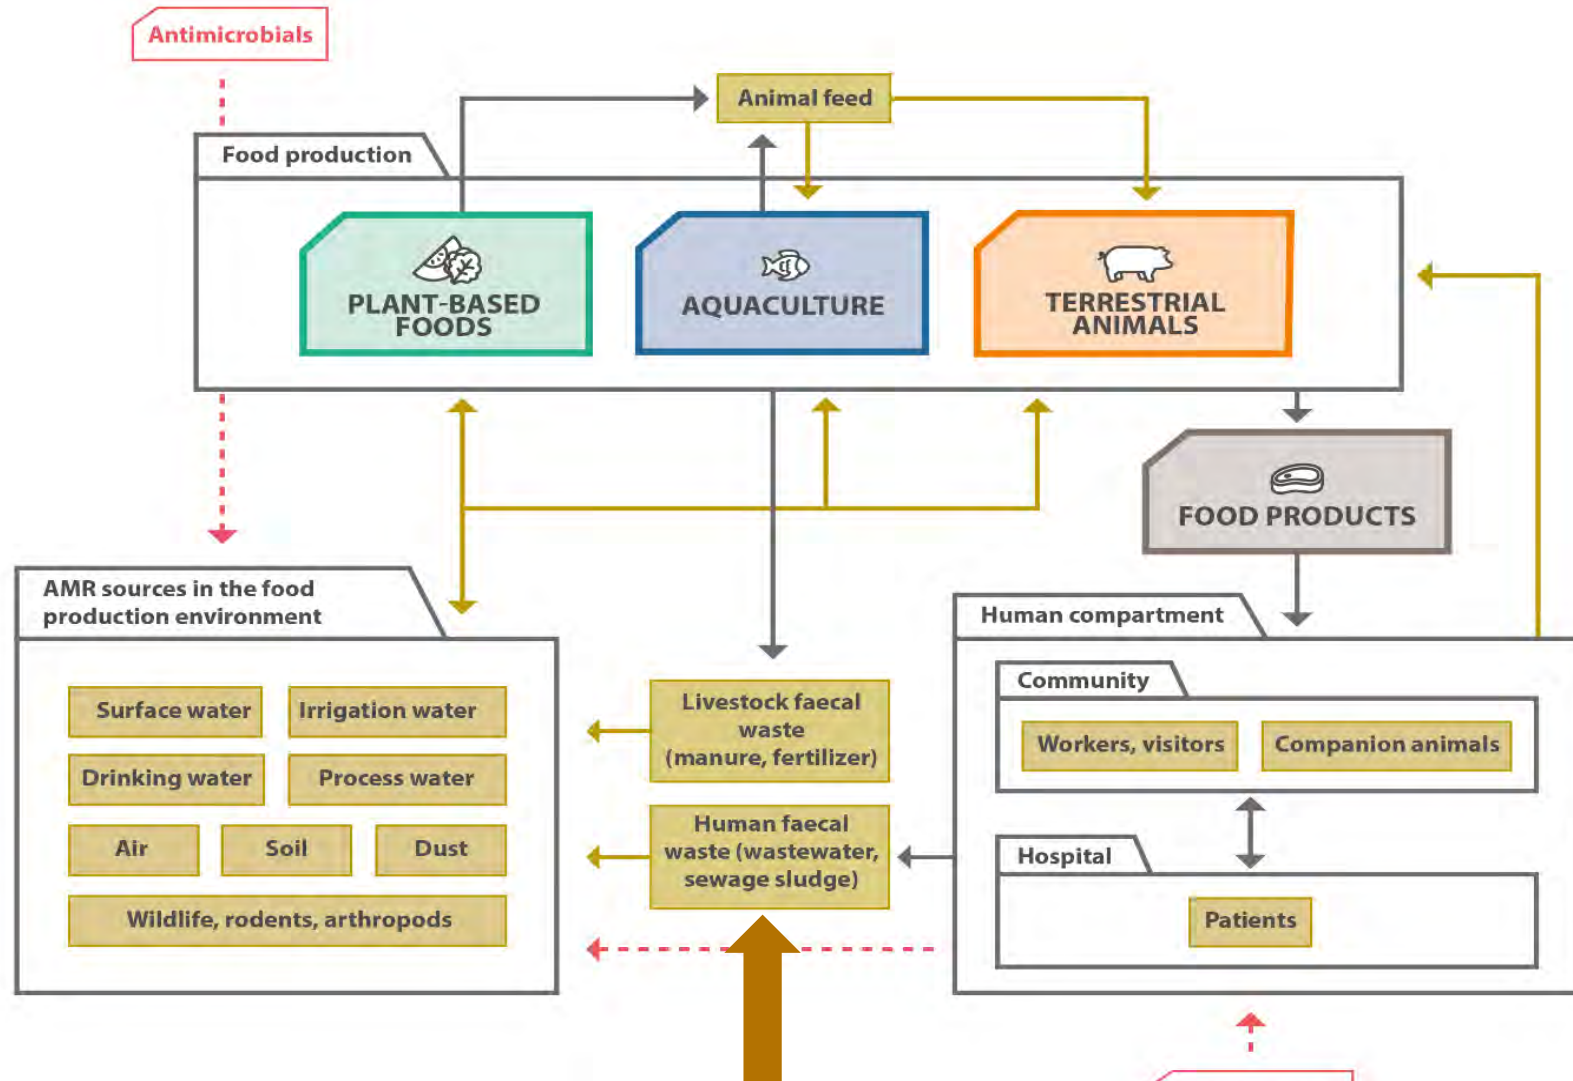 Antimicrobials
Animal feed
Food production
PLANT-BASED
FOODS
AQUACULTURE
TERRESTRIAL
ANIMALS
FOOD PRODUCTS
AMR sources in the food
production environment
Surface water
Irrigation water
Drinking water
Process water
Air
Soil
Dust
Wildlife, rodents, arthropods
Livestock faecal
waste
(manure, fertilizer)
Human faecal
waste (wastewater,
sewage sludge)
Human compartment
Community
Workers, visitors
Companion animals
Hospital
Patients